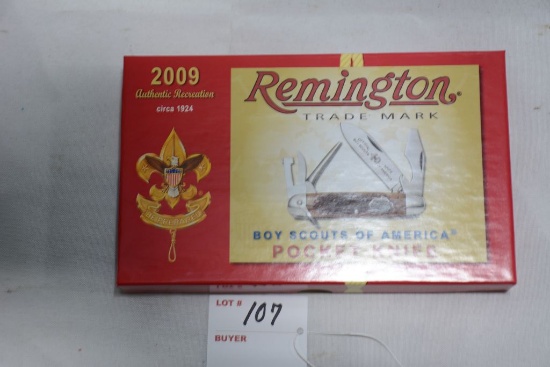 2009
Authentic Recreation
circa 1924
Remington®
TRADE MARK
BOY SCOUTS OF AMERICA®
POCKET KNIFE
LOT # 107
BUYER